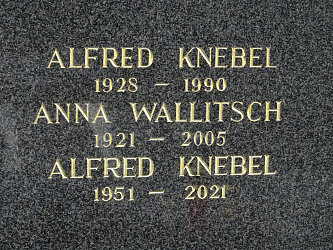 ALFRED KNEBEL
1928 – 1990
ANNA WALLITSCH
1921 – 2005
ALFRED KNEBEL
1951 – 2021